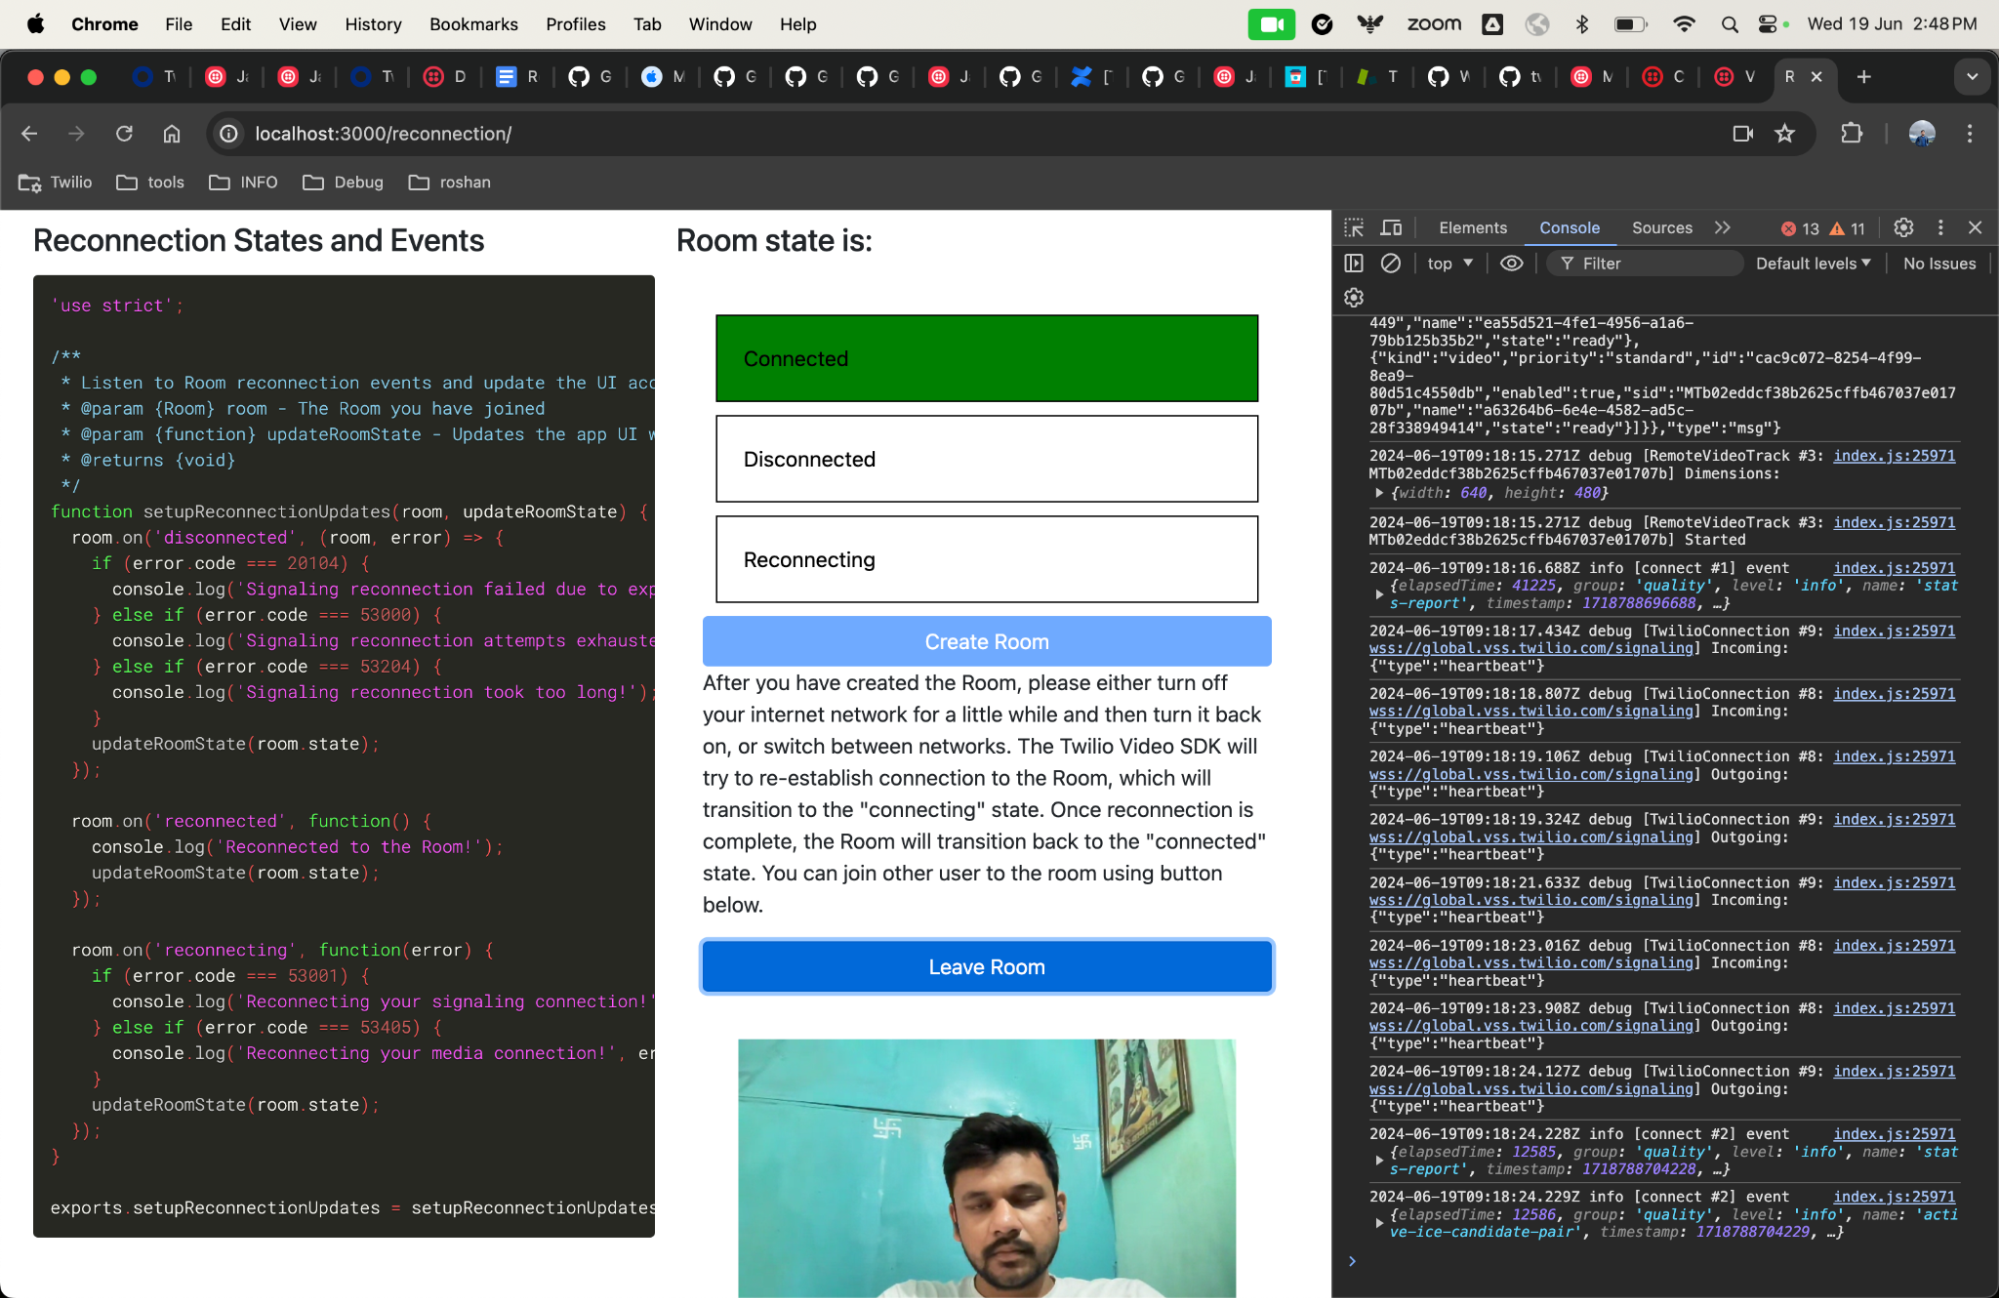 Chrome File Edit View History Bookmarks Profiles Tab Window Help zoom Wed 19 Jun 2:48 PM
D R G M G G G J G [ G J [ T W tv M C V R
localhost:3000/reconnection/
Twilio tools INFO Debug roshan
Reconnection States and Events
'use strict';
/**
* Listen to Room reconnection events and update the UI acc
* @param {Room} room - The Room you have joined
* @param {function} updateRoomState - Updates the app UI w
* @returns {void}
*/
function setupReconnectionUpdates(room, updateRoomState) {
room.on('disconnected', (room, error) => {
if (error.code === 20104) {
console.log('Signaling reconnection failed due to exp
} else if (error.code === 53000) {
console.log('Signaling reconnection attempts exhauste
} else if (error.code === 53204) {
console.log('Signaling reconnection took too long!');
}
updateRoomState(room.state);
});
room.on('reconnected', function() {
console.log('Reconnected to the Room!');
updateRoomState(room.state);
});
room.on('reconnecting', function(error) {
if (error.code === 53001) {
console.log('Reconnecting your signaling connection!'
} else if (error.code === 53405) {
console.log('Reconnecting your media connection!', er
}
updateRoomState(room.state);
});
}
exports.setupReconnectionUpdates = setupReconnectionUpdates
Room state is:
Connected
Disconnected
Reconnecting
Create Room
After you have created the Room, please either turn off
your internet network for a little while and then turn it back
on, or switch between networks. The Twilio Video SDK will
try to re-establish connection to the Room, which will
transition to the "connecting" state. Once reconnection is
complete, the Room will transition back to the "connected"
state. You can join other user to the room using button
below.
Leave Room
Elements Console Sources 13 11
top Filter Default levels No Issues
449","name":"ea55d521-4fe1-4956-a1a6-
79bb125b35b2","state":"ready"},
{"kind":"video","priority":"standard","id":"cac9c072-8254-4f99-
8ea9-
80d51c4550db","enabled":true,"sid":"MTb02eddcf38b2625cffb467037e017
07b","name":"a63264b6-6e4e-4582-ad5c-
28f338949414","state":"ready"}]}},"type":"msg"}
2024-06-19T09:18:15.271Z debug [RemoteVideoTrack #3: index.js:25971
MTb02eddcf38b2625cffb467037e01707b] Dimensions:
{width: 640, height: 480}
2024-06-19T09:18:15.271Z debug [RemoteVideoTrack #3: index.js:25971
MTb02eddcf38b2625cffb467037e01707b] Started
2024-06-19T09:18:16.688Z info [connect #1] event index.js:25971
{elapsedTime: 41225, group: 'quality', level: 'info', name: 'stat
s-report', timestamp: 1718788696688, …}
2024-06-19T09:18:17.434Z debug [TwilioConnection #9: index.js:25971
wss://global.vss.twilio.com/signaling] Incoming:
{"type":"heartbeat"}
2024-06-19T09:18:18.807Z debug [TwilioConnection #8: index.js:25971
wss://global.vss.twilio.com/signaling] Incoming:
{"type":"heartbeat"}
2024-06-19T09:18:19.106Z debug [TwilioConnection #8: index.js:25971
wss://global.vss.twilio.com/signaling] Outgoing:
{"type":"heartbeat"}
2024-06-19T09:18:19.324Z debug [TwilioConnection #9: index.js:25971
wss://global.vss.twilio.com/signaling] Outgoing:
{"type":"heartbeat"}
2024-06-19T09:18:21.633Z debug [TwilioConnection #9: index.js:25971
wss://global.vss.twilio.com/signaling] Incoming:
{"type":"heartbeat"}
2024-06-19T09:18:23.016Z debug [TwilioConnection #8: index.js:25971
wss://global.vss.twilio.com/signaling] Incoming:
{"type":"heartbeat"}
2024-06-19T09:18:23.908Z debug [TwilioConnection #8: index.js:25971
wss://global.vss.twilio.com/signaling] Outgoing:
{"type":"heartbeat"}
2024-06-19T09:18:24.127Z debug [TwilioConnection #9: index.js:25971
wss://global.vss.twilio.com/signaling] Outgoing:
{"type":"heartbeat"}
2024-06-19T09:18:24.228Z info [connect #2] event index.js:25971
{elapsedTime: 12585, group: 'quality', level: 'info', name: 'stat
s-report', timestamp: 1718788704228, …}
2024-06-19T09:18:24.229Z info [connect #2] event index.js:25971
{elapsedTime: 12586, group: 'quality', level: 'info', name: 'acti
ve-ice-candidate-pair', timestamp: 1718788704229, …}